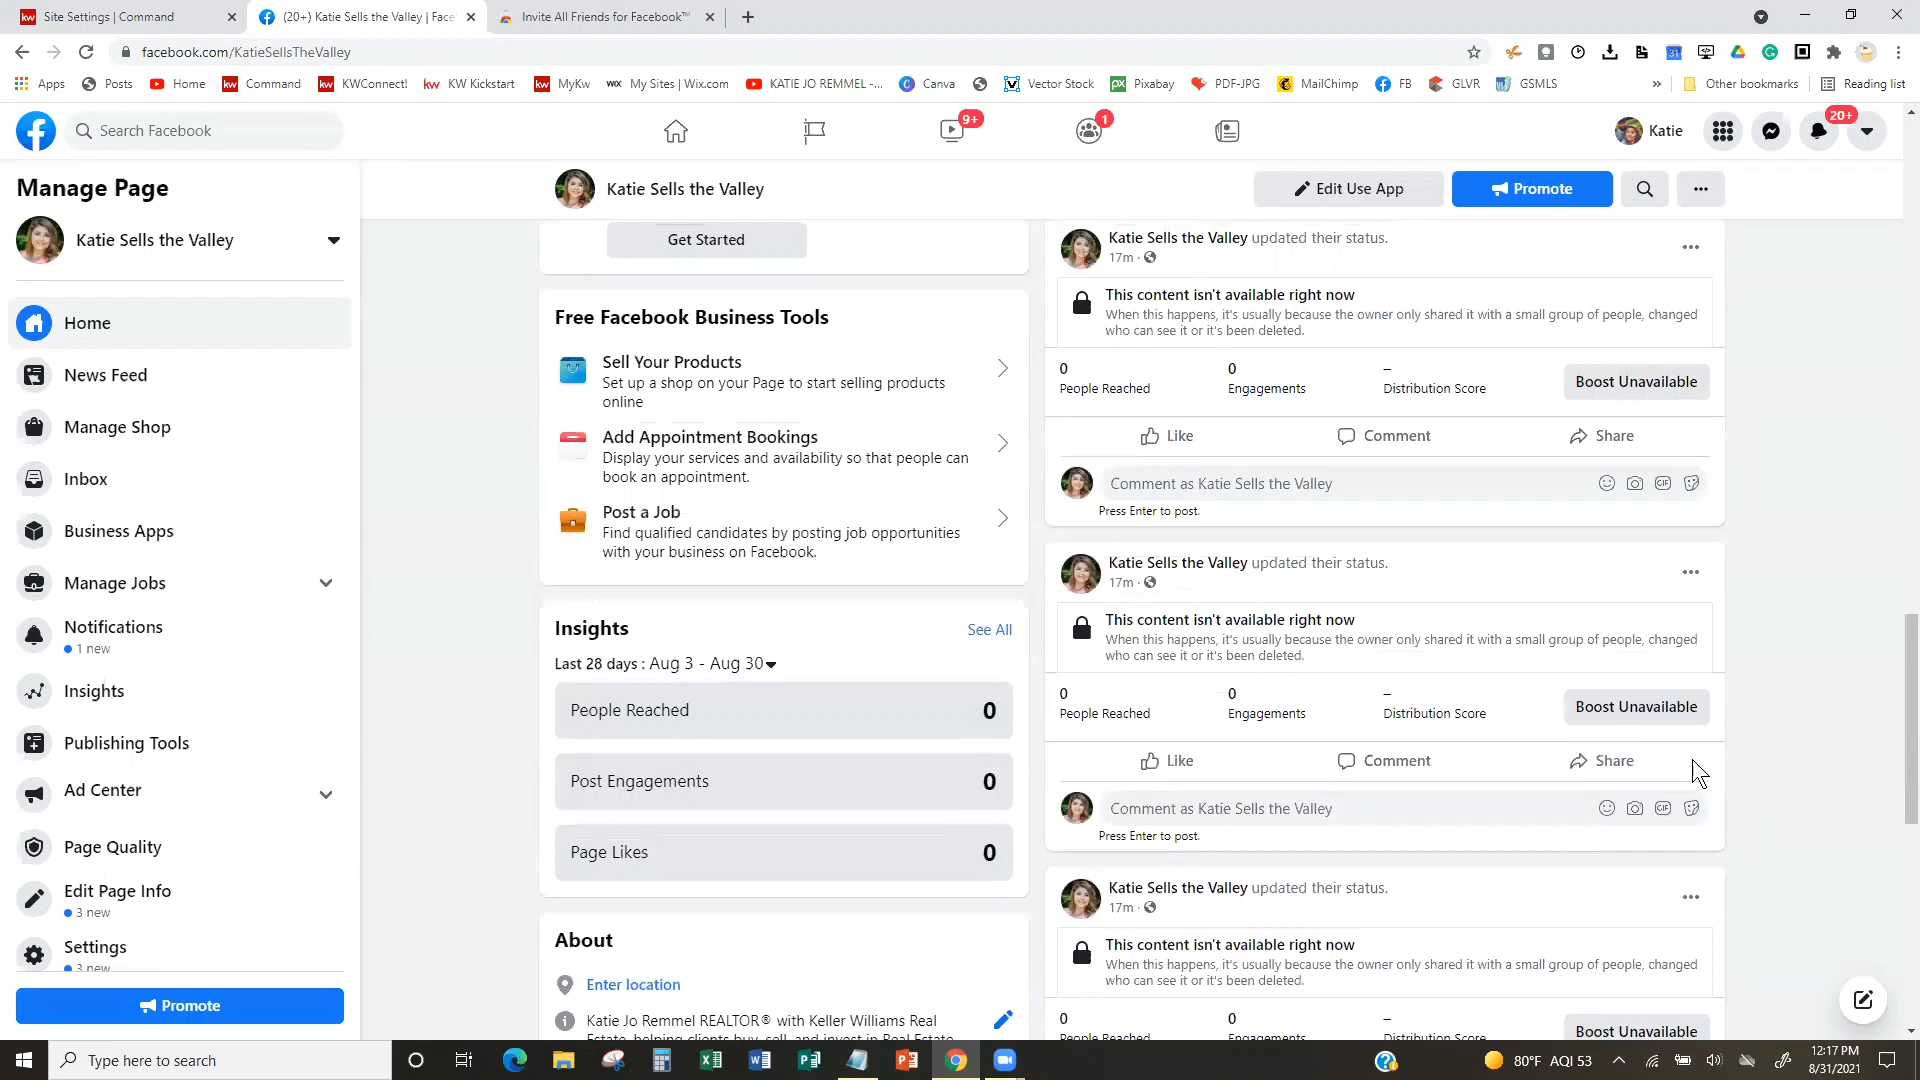 Site Settings | Command
(20+) Katie Sells the Valley | Face
Invite All Friends for Facebook™
facebook.com/KatieSellsTheValley
Apps
Posts
Home
Command
KWConnect!
KW Kickstart
MyKw
My Sites | Wix.com
KATIE JO REMMEL -...
Canva
Vector Stock
Pixabay
PDF-JPG
MailChimp
FB
GLVR
GSMLS
»
Other bookmarks
Reading list
Search Facebook
9+
1
Katie
20+
Manage Page
Katie Sells the Valley
Home
News Feed
Manage Shop
Inbox
Business Apps
Manage Jobs
Notifications
1 new
Insights
Publishing Tools
Ad Center
Page Quality
Edit Page Info
3 new
Settings
3 new
Promote
Katie Sells the Valley
Edit Use App
Promote
Get Started
Free Facebook Business Tools
Sell Your Products
Set up a shop on your Page to start selling products
online
Add Appointment Bookings
Display your services and availability so that people can
book an appointment.
Post a Job
Find qualified candidates by posting job opportunities
with your business on Facebook.
Insights
See All
Last 28 days : Aug 3 - Aug 30
People Reached 0
Post Engagements 0
Page Likes 0
About
Enter location
Katie Jo Remmel REALTOR® with Keller Williams Real
Estate, helping clients buy, sell, and invest in Real Estate
Katie Sells the Valley updated their status.
17m ·
This content isn't available right now
When this happens, it's usually because the owner only shared it with a small group of people, changed
who can see it or it's been deleted.
0 0 –
People Reached Engagements Distribution Score
Boost Unavailable
Like Comment Share
Comment as Katie Sells the Valley
GIF
Press Enter to post.
Katie Sells the Valley updated their status.
17m ·
This content isn't available right now
When this happens, it's usually because the owner only shared it with a small group of people, changed
who can see it or it's been deleted.
0 0 –
People Reached Engagements Distribution Score
Boost Unavailable
Like Comment Share
Comment as Katie Sells the Valley
GIF
Press Enter to post.
Katie Sells the Valley updated their status.
17m ·
This content isn't available right now
When this happens, it's usually because the owner only shared it with a small group of people, changed
who can see it or it's been deleted.
0 0 –
People Reached Engagements Distribution Score
Boost Unavailable
Type here to search
80°F AQI 53
12:17 PM
8/31/2021